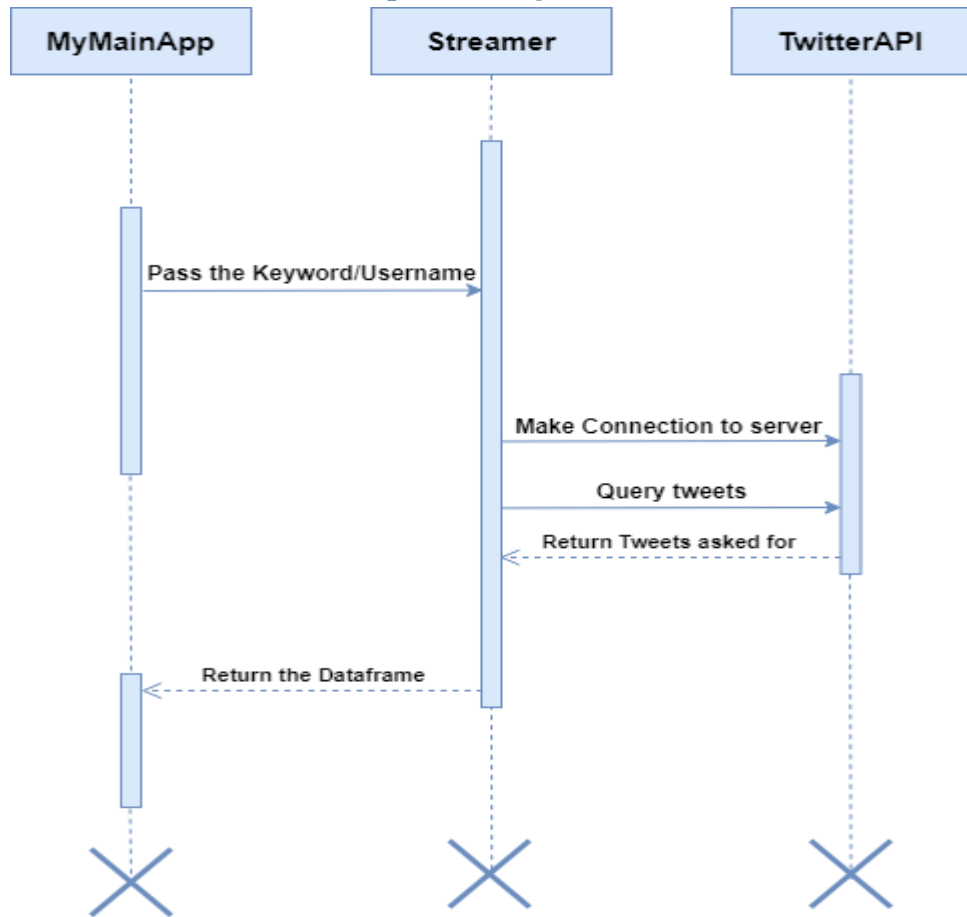 MyMainApp
Streamer
TwitterAPI
Pass the Keyword/Username
Make Connection to server
Query tweets
Return Tweets asked for
Return the Dataframe